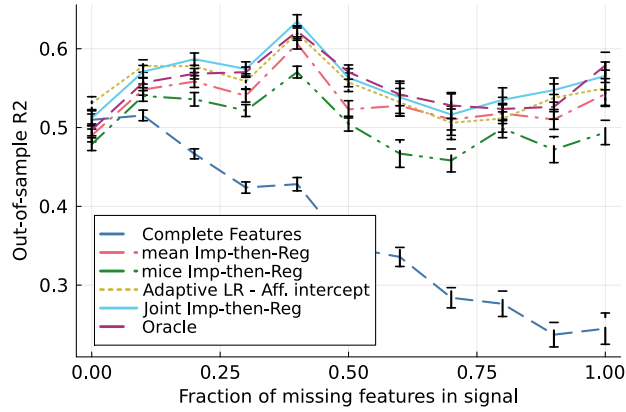 Out-of-sample R2
0.6
0.5
0.4
0.3
Complete Features
mean Imp-then-Reg
mice Imp-then-Reg
Adaptive LR - Aff. intercept
Joint Imp-then-Reg
Oracle
0.00
0.25
0.50
0.75
1.00
Fraction of missing features in signal